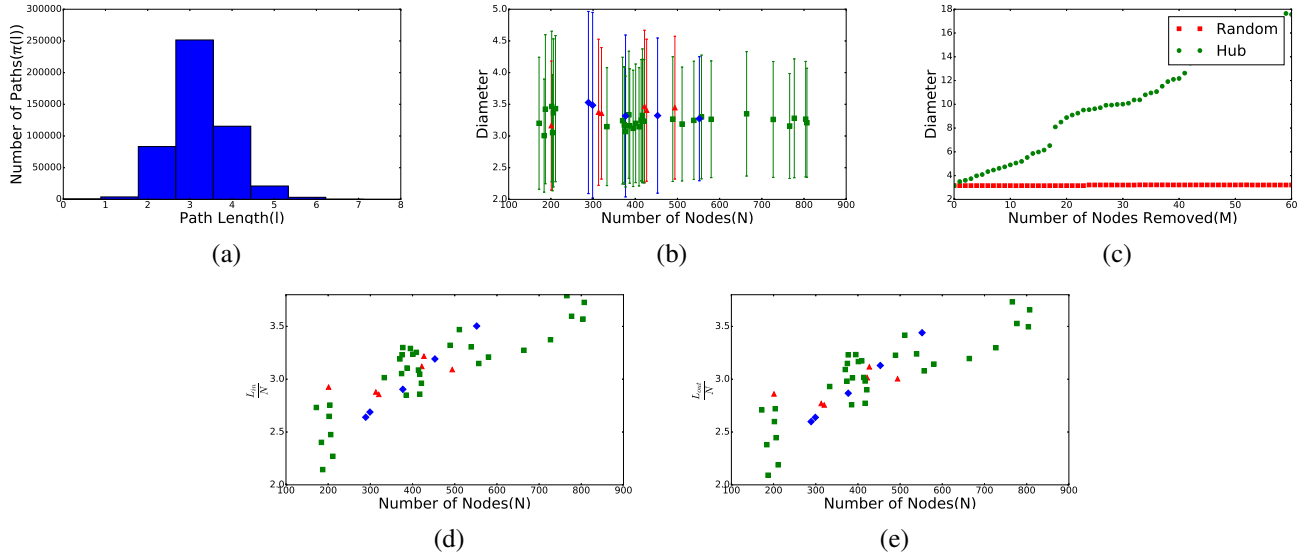 300000
250000
200000
150000
100000
50000
0
0 1 2 3 4 5 6 7 8
Number of Paths(π(l))
Path Length(l)
(a)
5.0
4.5
4.0
3.5
3.0
2.5
2.0
100 200 300 400 500 600 700 800 900
Diameter
Number of Nodes(N)
(b)
18
16
14
12
10
8
6
4
2
0 10 20 30 40 50 60
Diameter
Number of Nodes Removed(M)
Random
Hub
(c)
3.5
3.0
2.5
2.0
100 200 300 400 500 600 700 800 900
L_in
N
Number of Nodes(N)
(d)
3.5
3.0
2.5
2.0
100 200 300 400 500 600 700 800 900
L_out
N
Number of Nodes(N)
(e)